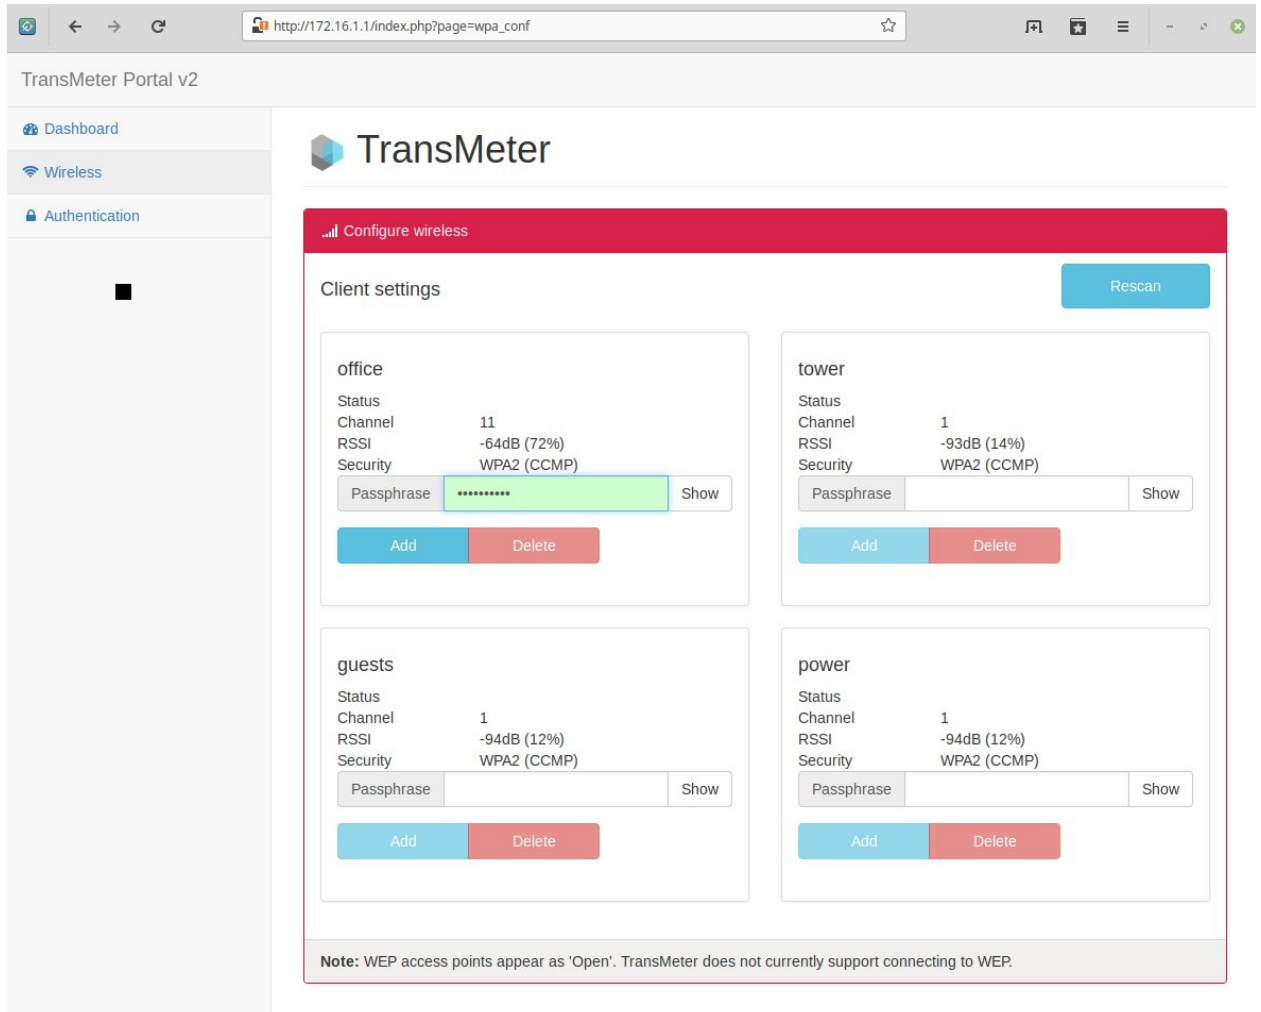 http://172.16.1.1/index.php?page=wpa_conf
TransMeter Portal v2
Dashboard
Wireless
Authentication
TransMeter
Configure wireless
Client settings
Rescan
office
Status
Channel 11
RSSI -64dB (72%)
Security WPA2 (CCMP)
Passphrase •••••••••• Show
Add Delete
tower
Status
Channel 1
RSSI -93dB (14%)
Security WPA2 (CCMP)
Passphrase Show
Add Delete
guests
Status
Channel 1
RSSI -94dB (12%)
Security WPA2 (CCMP)
Passphrase Show
Add Delete
power
Status
Channel 1
RSSI -94dB (12%)
Security WPA2 (CCMP)
Passphrase Show
Add Delete
Note: WEP access points appear as 'Open'. TransMeter does not currently support connecting to WEP.